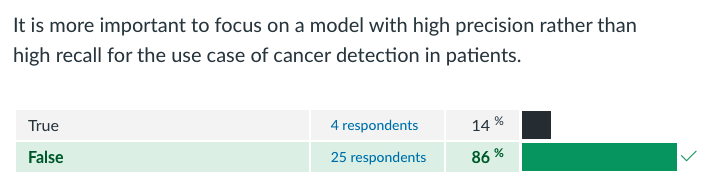 It is more important to focus on a model with high precision rather than
high recall for the use case of cancer detection in patients.
True 4 respondents 14 %
False 25 respondents 86 %